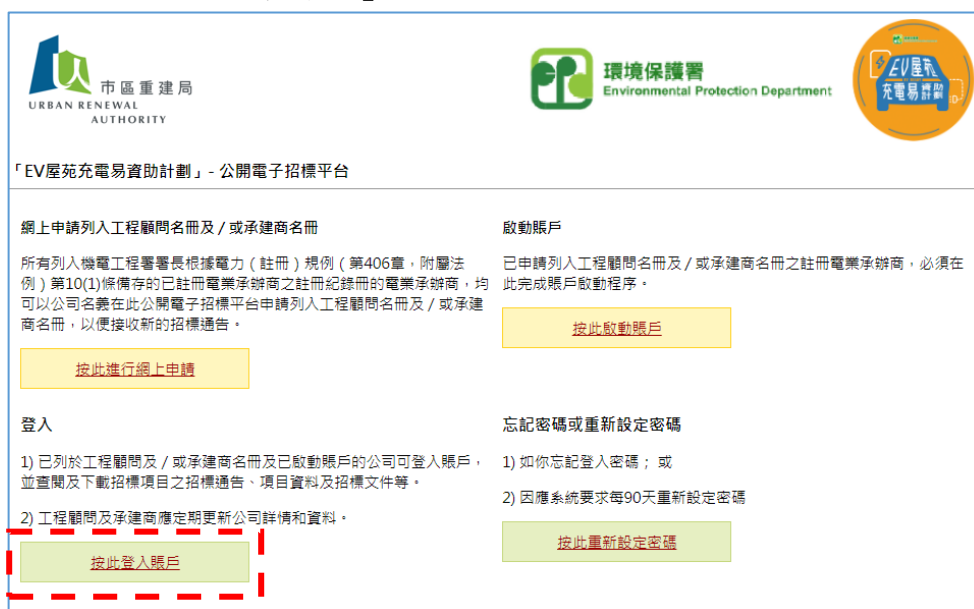 市區重建局
URBAN RENEWAL
AUTHORITY
環境保護署
Environmental Protection Department
EV屋苑
充電易計劃
「EV屋苑充電易資助計劃」- 公開電子招標平台
網上申請列入工程顧問名冊及 / 或承建商名冊
所有列入機電工程署署長根據電力（註冊）規例（第406章，附屬法
例）第10(1)條備存的已註冊電業承辦商之註冊紀錄冊的電業承辦商，均
可以公司名義在此公開電子招標平台申請列入工程顧問名冊及 / 或承建
商名冊，以便接收新的招標通告。
按此進行網上申請
啟動賬戶
已申請列入工程顧問名冊及 / 或承建商名冊之註冊電業承辦商，必須在
此完成賬戶啟動程序。
按此啟動賬戶
登入
1) 已列於工程顧問及 / 或承建商名冊及已啟動賬戶的公司可登入賬戶，
並查閱及下載招標項目之招標通告、項目資料及招標文件等。
2) 工程顧問及承建商應定期更新公司詳情和資料。
按此登入賬戶
忘記密碼或重新設定密碼
1) 如你忘記登入密碼；或
2) 因應系統要求每90天重新設定密碼
按此重新設定密碼